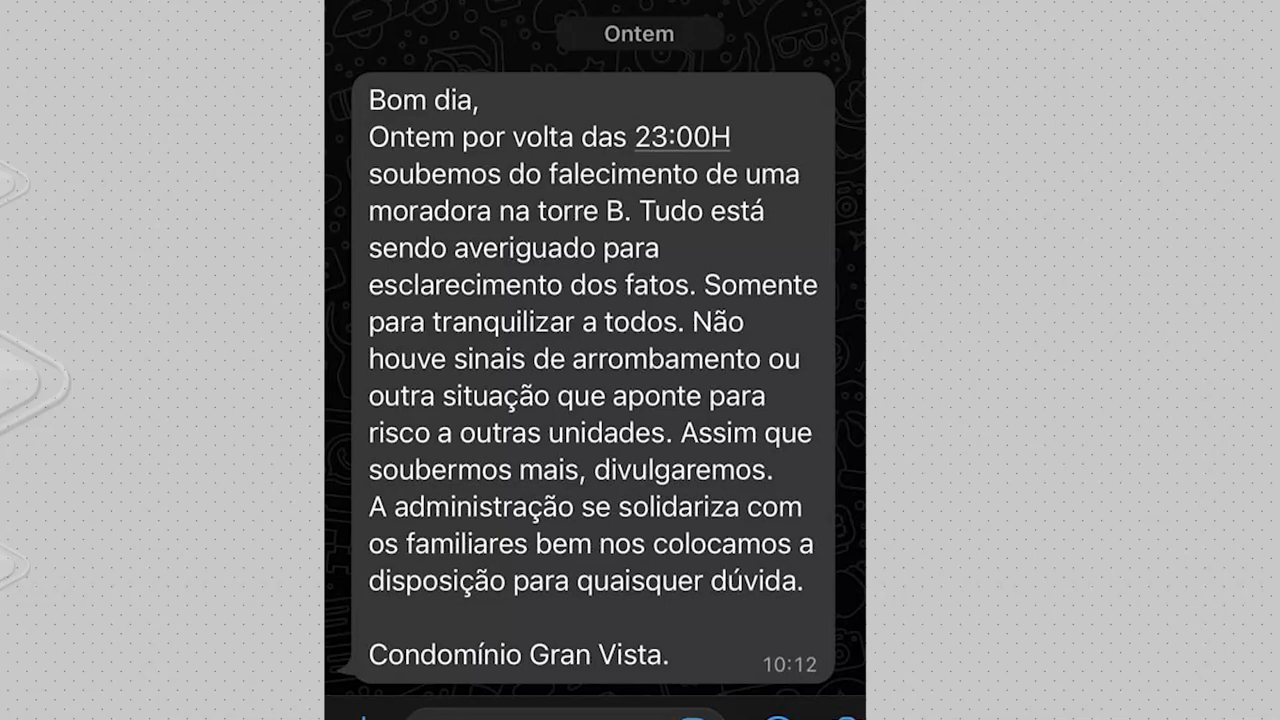 Ontem
Bom dia,
Ontem por volta das 23:00H
soubemos do falecimento de uma
moradora na torre B. Tudo está
sendo averiguado para
esclarecimento dos fatos. Somente
para tranquilizar a todos. Não
houve sinais de arrombamento ou
outra situação que aponte para
risco a outras unidades. Assim que
soubermos mais, divulgaremos.
A administração se solidariza com
os familiares bem nos colocamos a
disposição para quaisquer dúvida.
Condomínio Gran Vista.
10:12